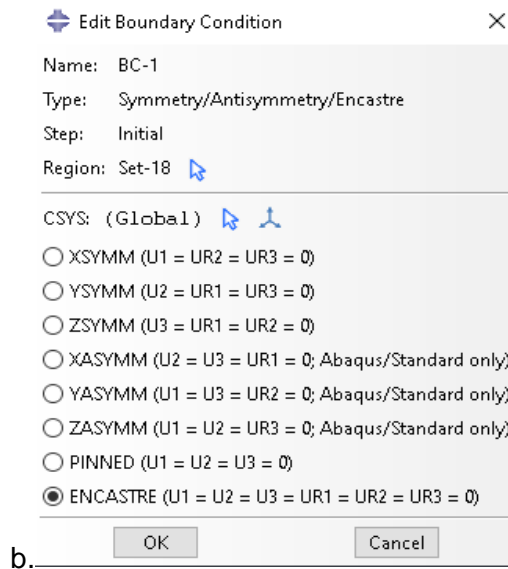 Edit Boundary Condition
Name: BC-1
Type: Symmetry/Antisymmetry/Encastre
Step: Initial
Region: Set-18
CSYS: (Global)
XSYMM (U1 = UR2 = UR3 = 0)
YSYMM (U2 = UR1 = UR3 = 0)
ZSYMM (U3 = UR1 = UR2 = 0)
XASYMM (U2 = U3 = UR1 = 0; Abaqus/Standard only)
YASYMM (U1 = U3 = UR2 = 0; Abaqus/Standard only)
ZASYMM (U1 = U2 = UR3 = 0; Abaqus/Standard only)
PINNED (U1 = U2 = U3 = 0)
ENCASTRE (U1 = U2 = U3 = UR1 = UR2 = UR3 = 0)
OK Cancel
b.